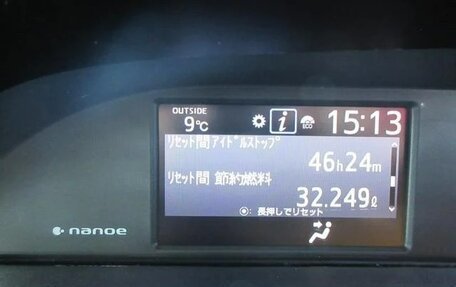 OUTSIDE
9℃ i ECO 15:13
リセット間アイドルストップ
46h24m
リセット間 節約燃料
32.249ℓ
◉: 長押しでリセット
nanoe